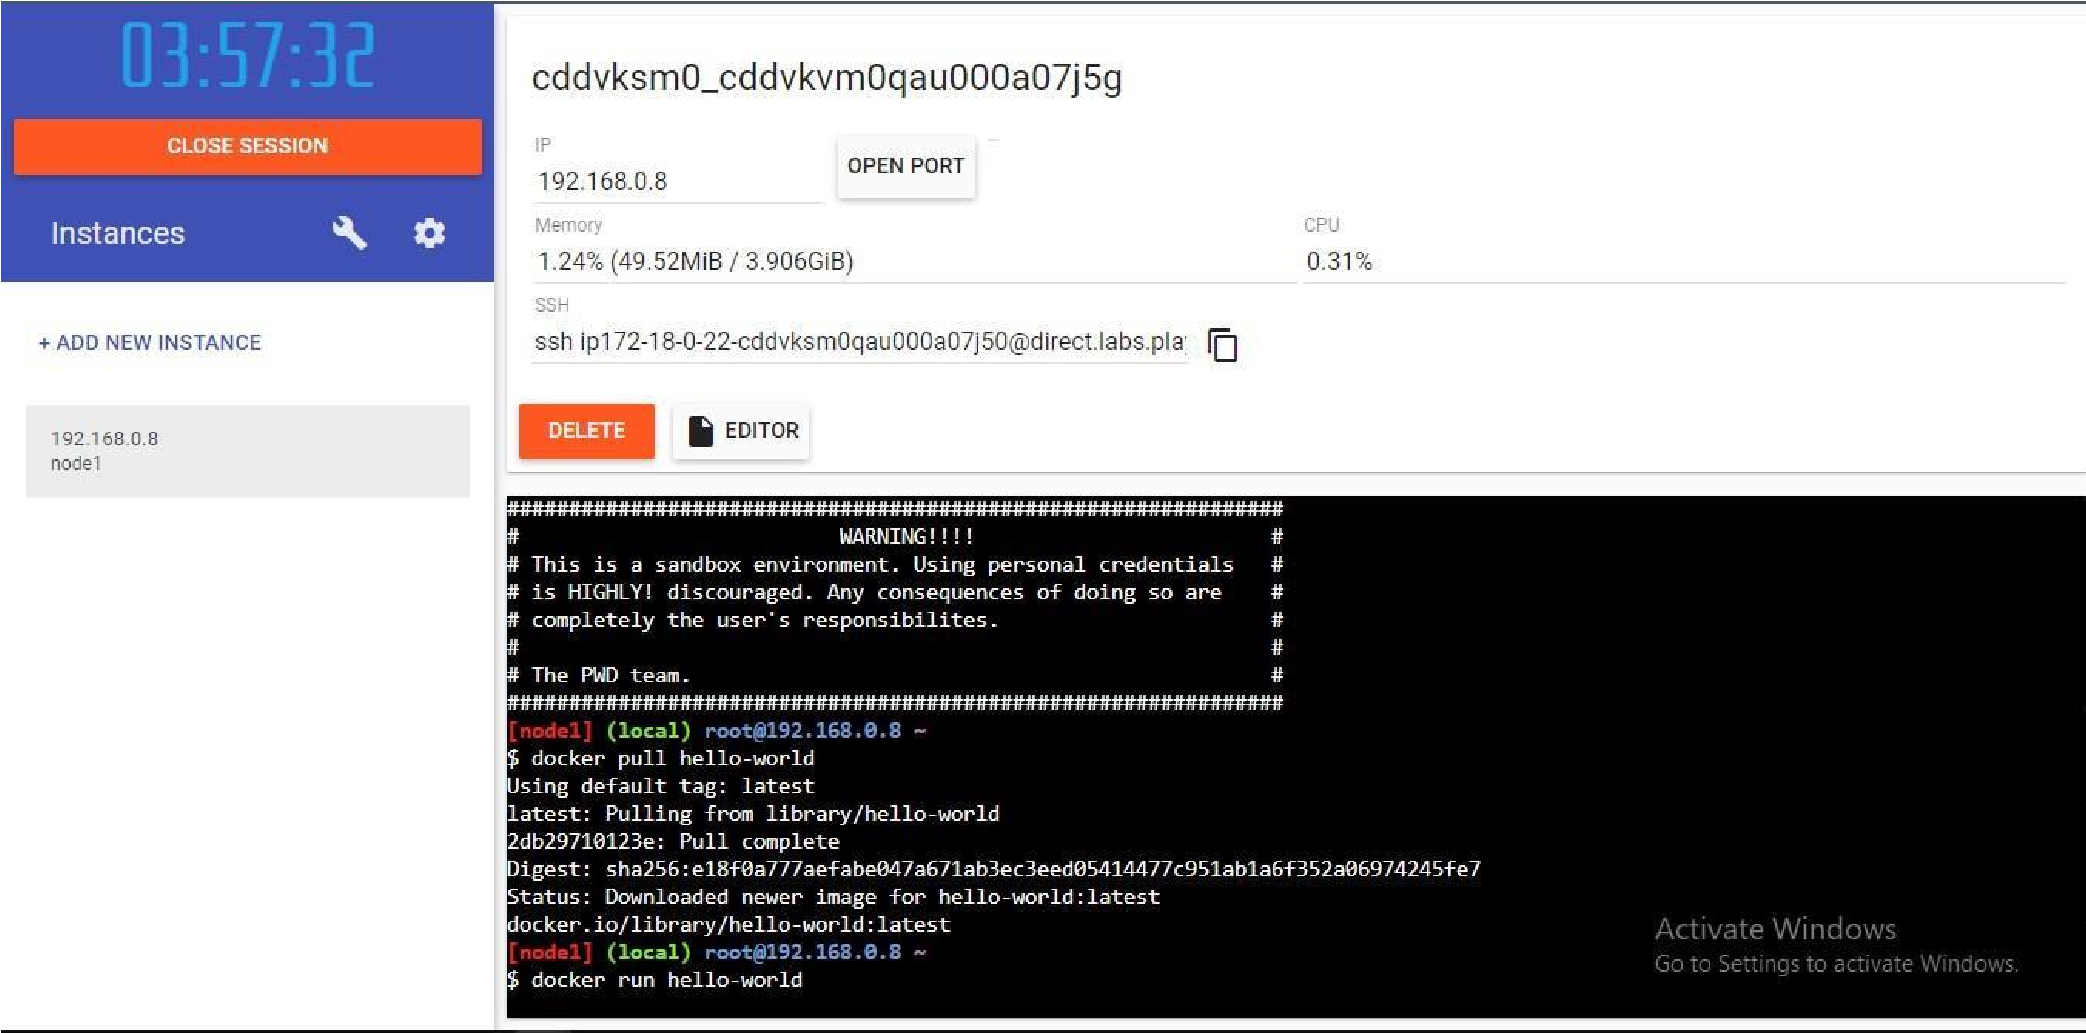 03:57:32
CLOSE SESSION
Instances
+ ADD NEW INSTANCE
192.168.0.8
node1
cddvksm0_cddvkvm0qau000a07j5g
IP
192.168.0.8
OPEN PORT
Memory
1.24% (49.52MiB / 3.906GiB)
CPU
0.31%
SSH
ssh ip172-18-0-22-cddvksm0qau000a07j50@direct.labs.pla
DELETE
EDITOR
###############################################################
# WARNING!!!! #
# This is a sandbox environment. Using personal credentials #
# is HIGHLY! discouraged. Any consequences of doing so are #
# completely the user's responsibilites. #
# #
# The PWD team. #
###############################################################
[node1] (local) root@192.168.0.8 ~
$ docker pull hello-world
Using default tag: latest
latest: Pulling from library/hello-world
2db29710123e: Pull complete
Digest: sha256:e18f0a777aefabe047a671ab3ec3eed05414477c951ab1a6f352a06974245fe7
Status: Downloaded newer image for hello-world:latest
docker.io/library/hello-world:latest
[node1] (local) root@192.168.0.8 ~
$ docker run hello-world
Activate Windows
Go to Settings to activate Windows.